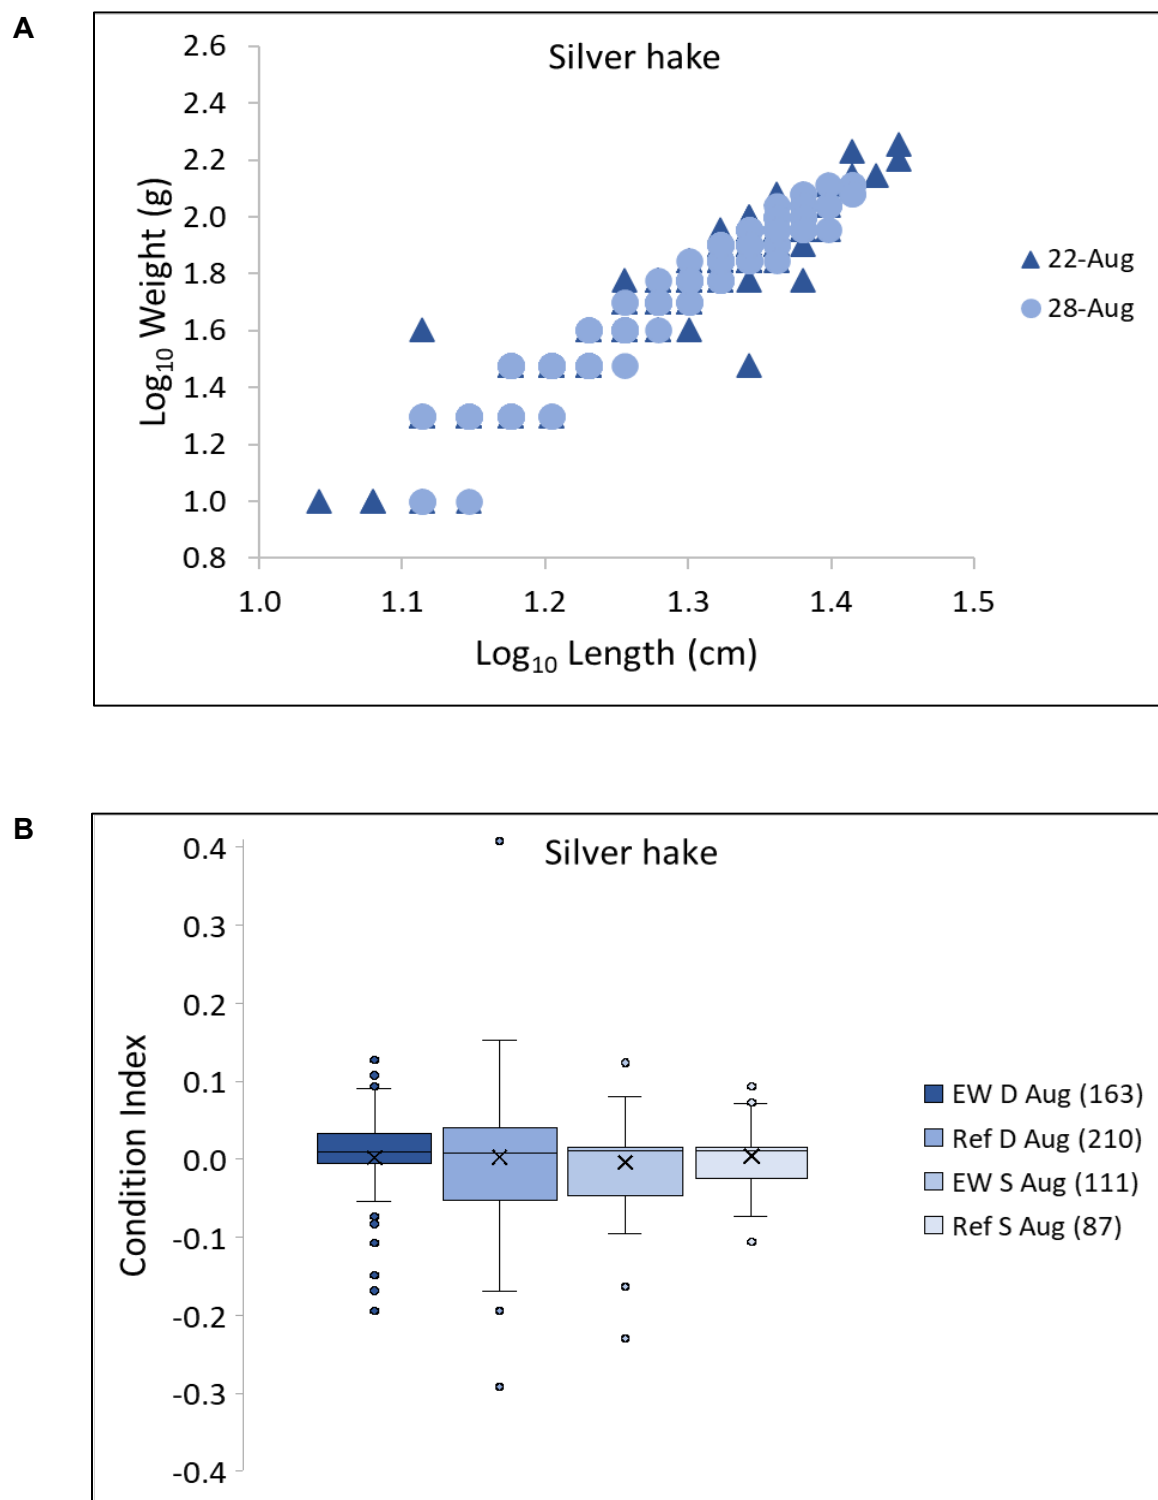 A
Silver hake
2.6
2.4
2.2
2.0
1.8
1.6
1.4
1.2
1.0
0.8
Log₁₀ Weight (g)
1.0 1.1 1.2 1.3 1.4 1.5
Log₁₀ Length (cm)
22-Aug
28-Aug
B
Silver hake
0.4
0.3
0.2
0.1
0.0
-0.1
-0.2
-0.3
-0.4
Condition Index
EW D Aug (163)
Ref D Aug (210)
EW S Aug (111)
Ref S Aug (87)